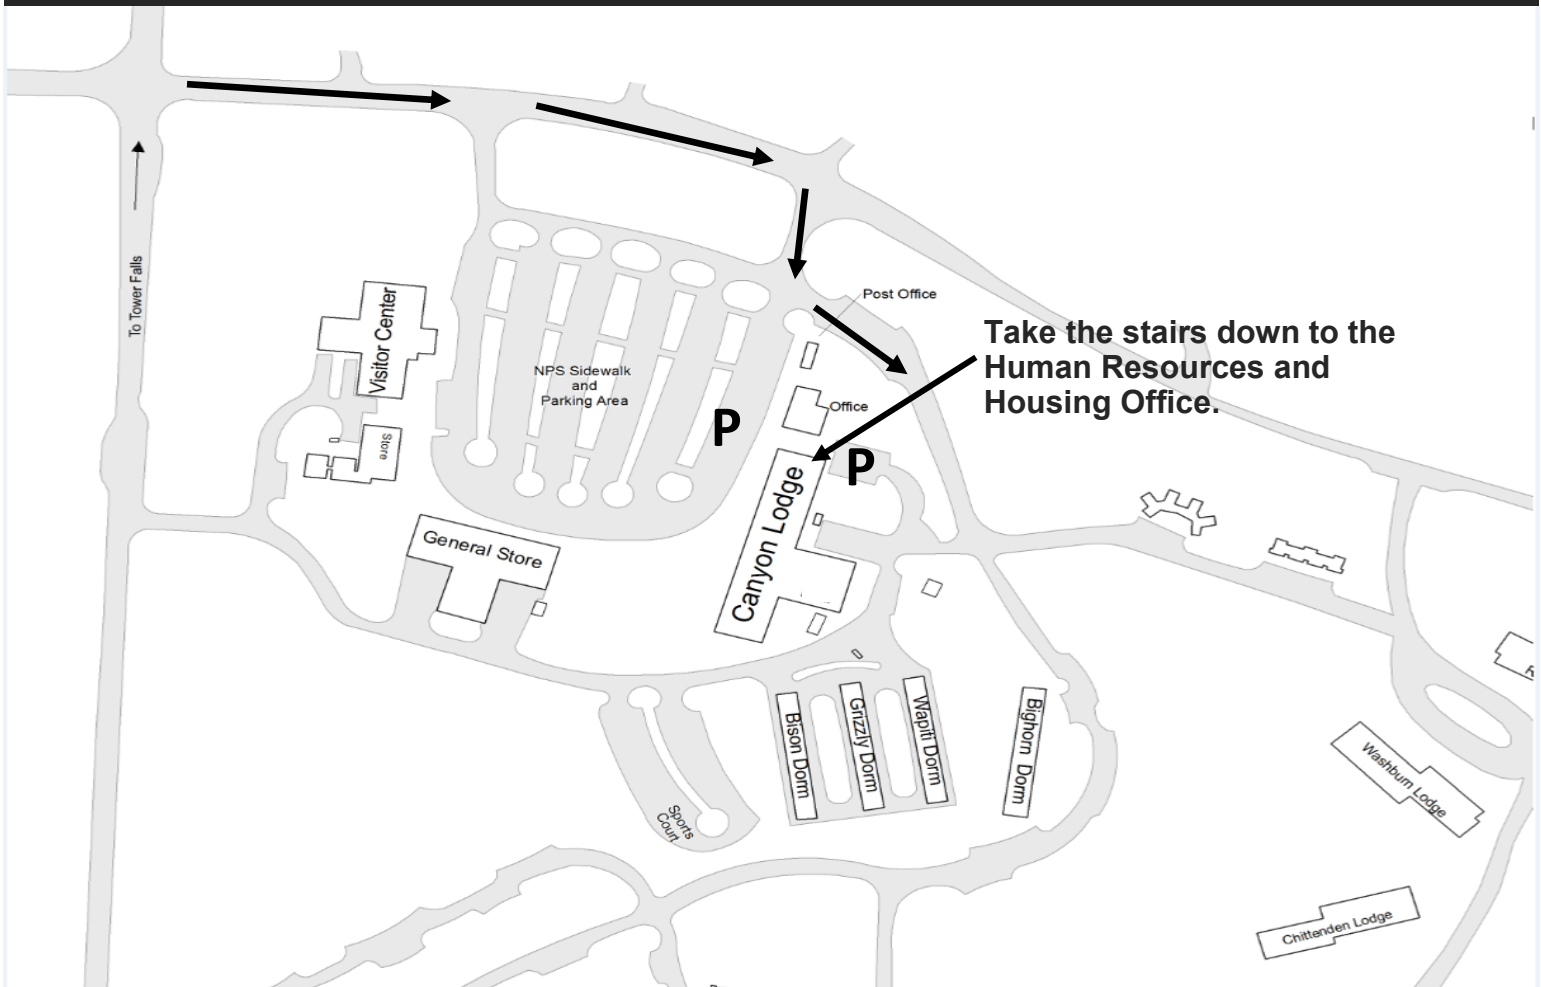 To Tower Falls
Visitor Center
Store
NPS Sidewalk
and
Parking Area
P
Post Office
Office
Take the stairs down to the
Human Resources and
Housing Office.
P
Canyon Lodge
General Store
Bison Dorm
Grizzly Dorm
Wapiti Dorm
Bighorn Dorm
Sports
Court
Washburn Lodge
Chittenden Lodge